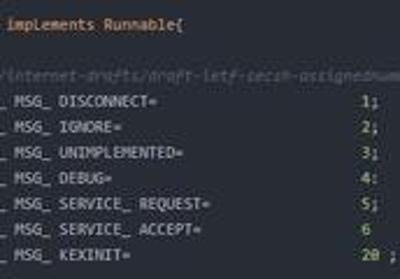 implements Runnable{
/internet-drafts/draft-ietf-secsh-assignednum
_ MSG_ DISCONNECT= 1;
_ MSG_ IGNORE= 2;
_ MSG_ UNIMPLEMENTED= 3;
_ MSG_ DEBUG= 4:
_ MSG_ SERVICE_ REQUEST= 5;
_ MSG_ SERVICE_ ACCEPT= 6
_ MSG_ KEXINIT= 20 ;